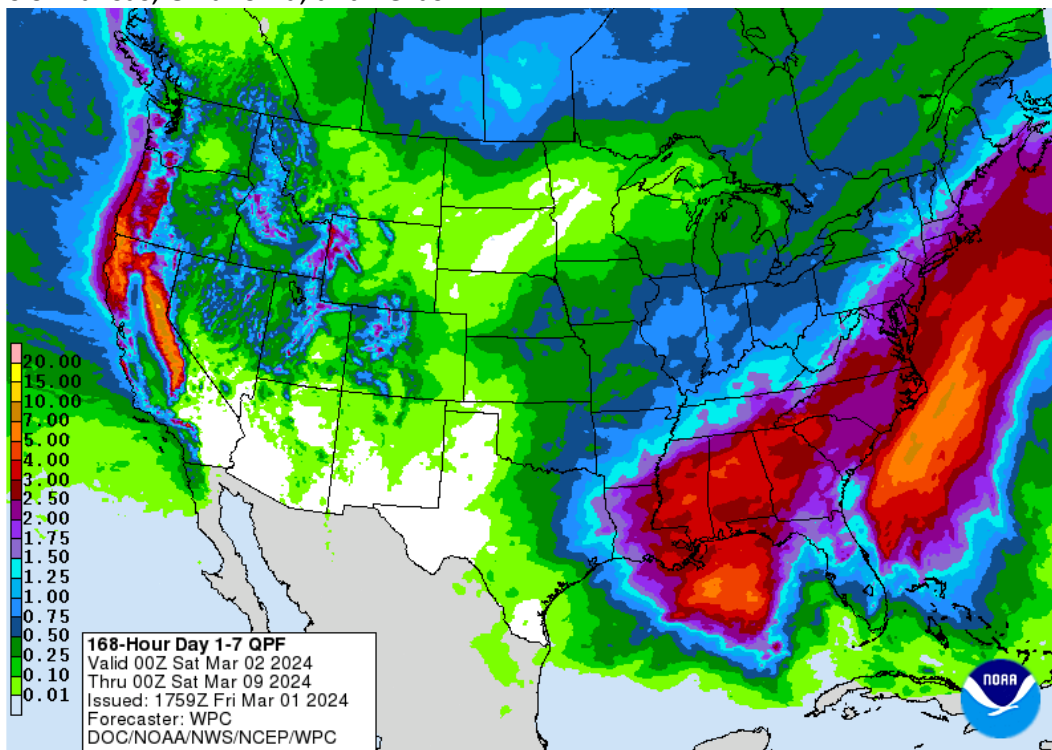 20.00
15.00
10.00
7.00
5.00
4.00
3.00
2.50
2.00
1.75
1.50
1.25
1.00
0.75
0.50
0.25
0.10
0.01
168-Hour Day 1-7 QPF
Valid 00Z Sat Mar 02 2024
Thru 00Z Sat Mar 09 2024
Issued: 1759Z Fri Mar 01 2024
Forecaster: WPC
DOC/NOAA/NWS/NCEP/WPC
NOAA